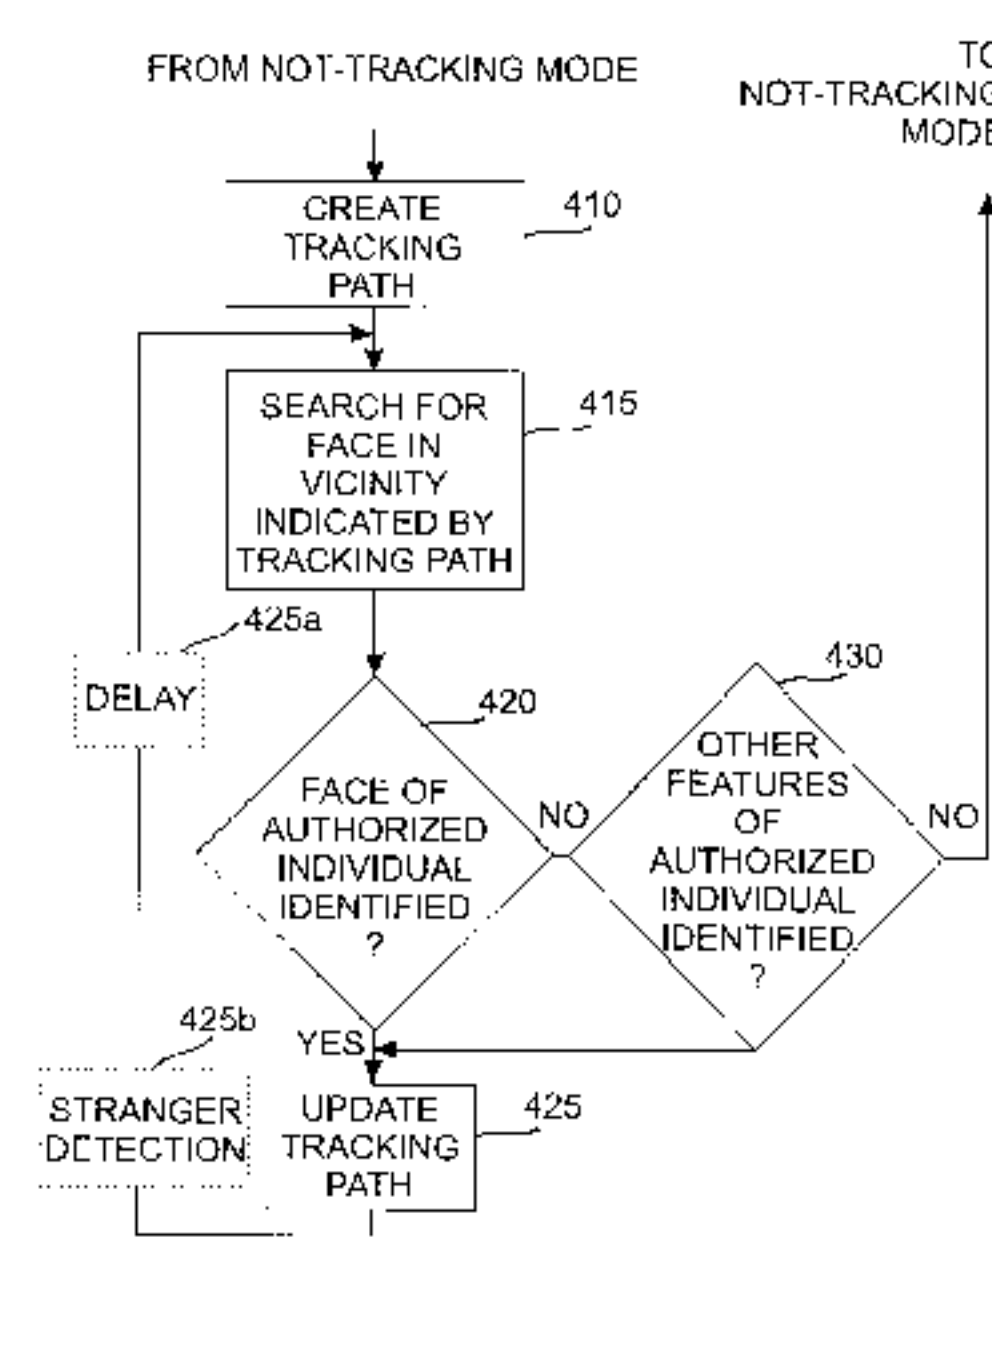 FROM NOT-TRACKING MODE
NOT-TRACKING
CREATE
TRACKING
PATH
410
SEARCH FOR
FACE IN
VICINITY
INDICATED BY
TRACKING PATH
415
425a
DELAY
420
FACE OF
AUTHORIZED
INDIVIDUAL
IDENTIFIED
?
NO
430
OTHER
FEATURES
OF
AUTHORIZED
INDIVIDUAL
IDENTIFIED
?
NO
YES
425b
STRANGER
DETECTION
UPDATE
TRACKING
PATH
425